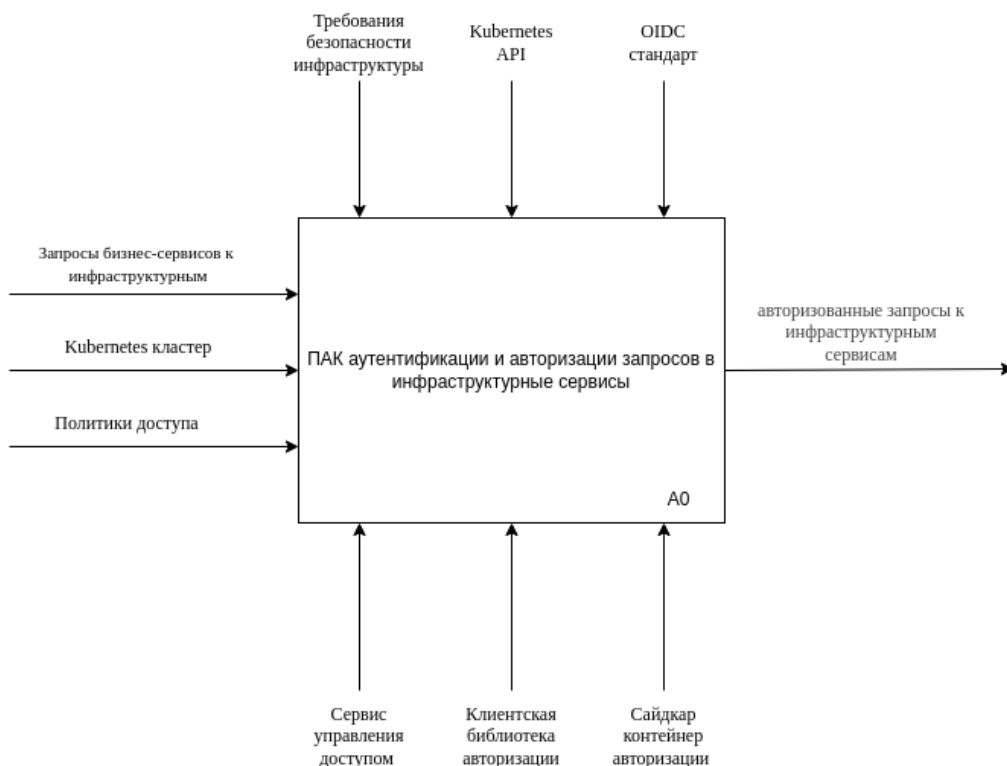 Требования
безопасности
инфраструктуры
Kubernetes
API
OIDC
стандарт
Запросы бизнес-сервисов к
инфраструктурным
Kubernetes кластер
Политики доступа
ПАК аутентификации и авторизации запросов в
инфраструктурные сервисы
A0
авторизованные запросы к
инфраструктурным
сервисам
Сервис
управления
доступом
Клиентская
библиотека
авторизации
Сайдкар
контейнер
авторизации